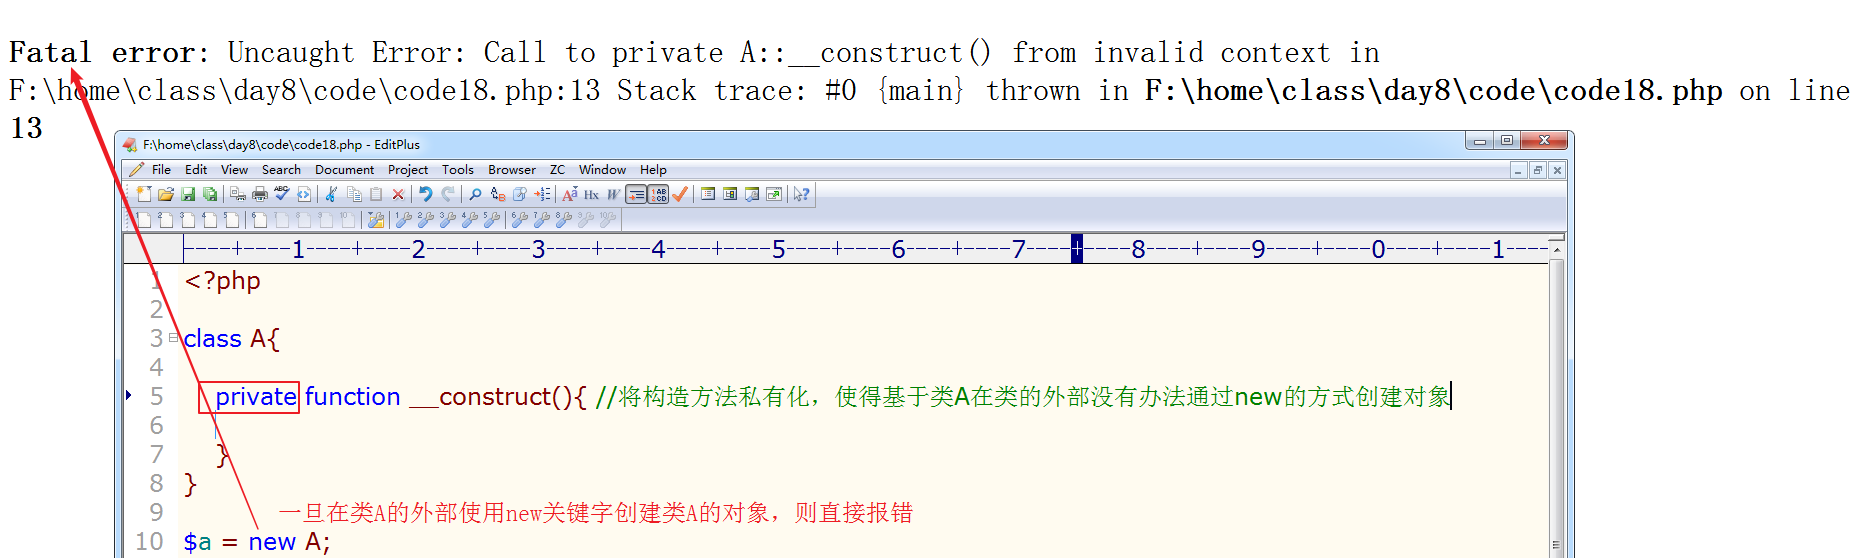 Fatal error: Uncaught Error: Call to private A::__construct() from invalid context in
F:\home\class\day8\code\code18.php:13 Stack trace: #0 {main} thrown in F:\home\class\day8\code\code18.php on line
13
F:\home\class\day8\code\code18.php - EditPlus
File Edit View Search Document Project Tools Browser ZC Window Help
----+----1----+----2----+----3----+----4----+----5----+----6----+----7----+----8----+----9----+----0----+----1----
1 <?php
2
3 class A{
4
5 private function __construct(){ //将构造方法私有化，使得基于类A在类的外部没有办法通过new的方式创建对象
6
7 }
8 }
9 一旦在类A的外部使用new关键字创建类A的对象，则直接报错
10 $a = new A;